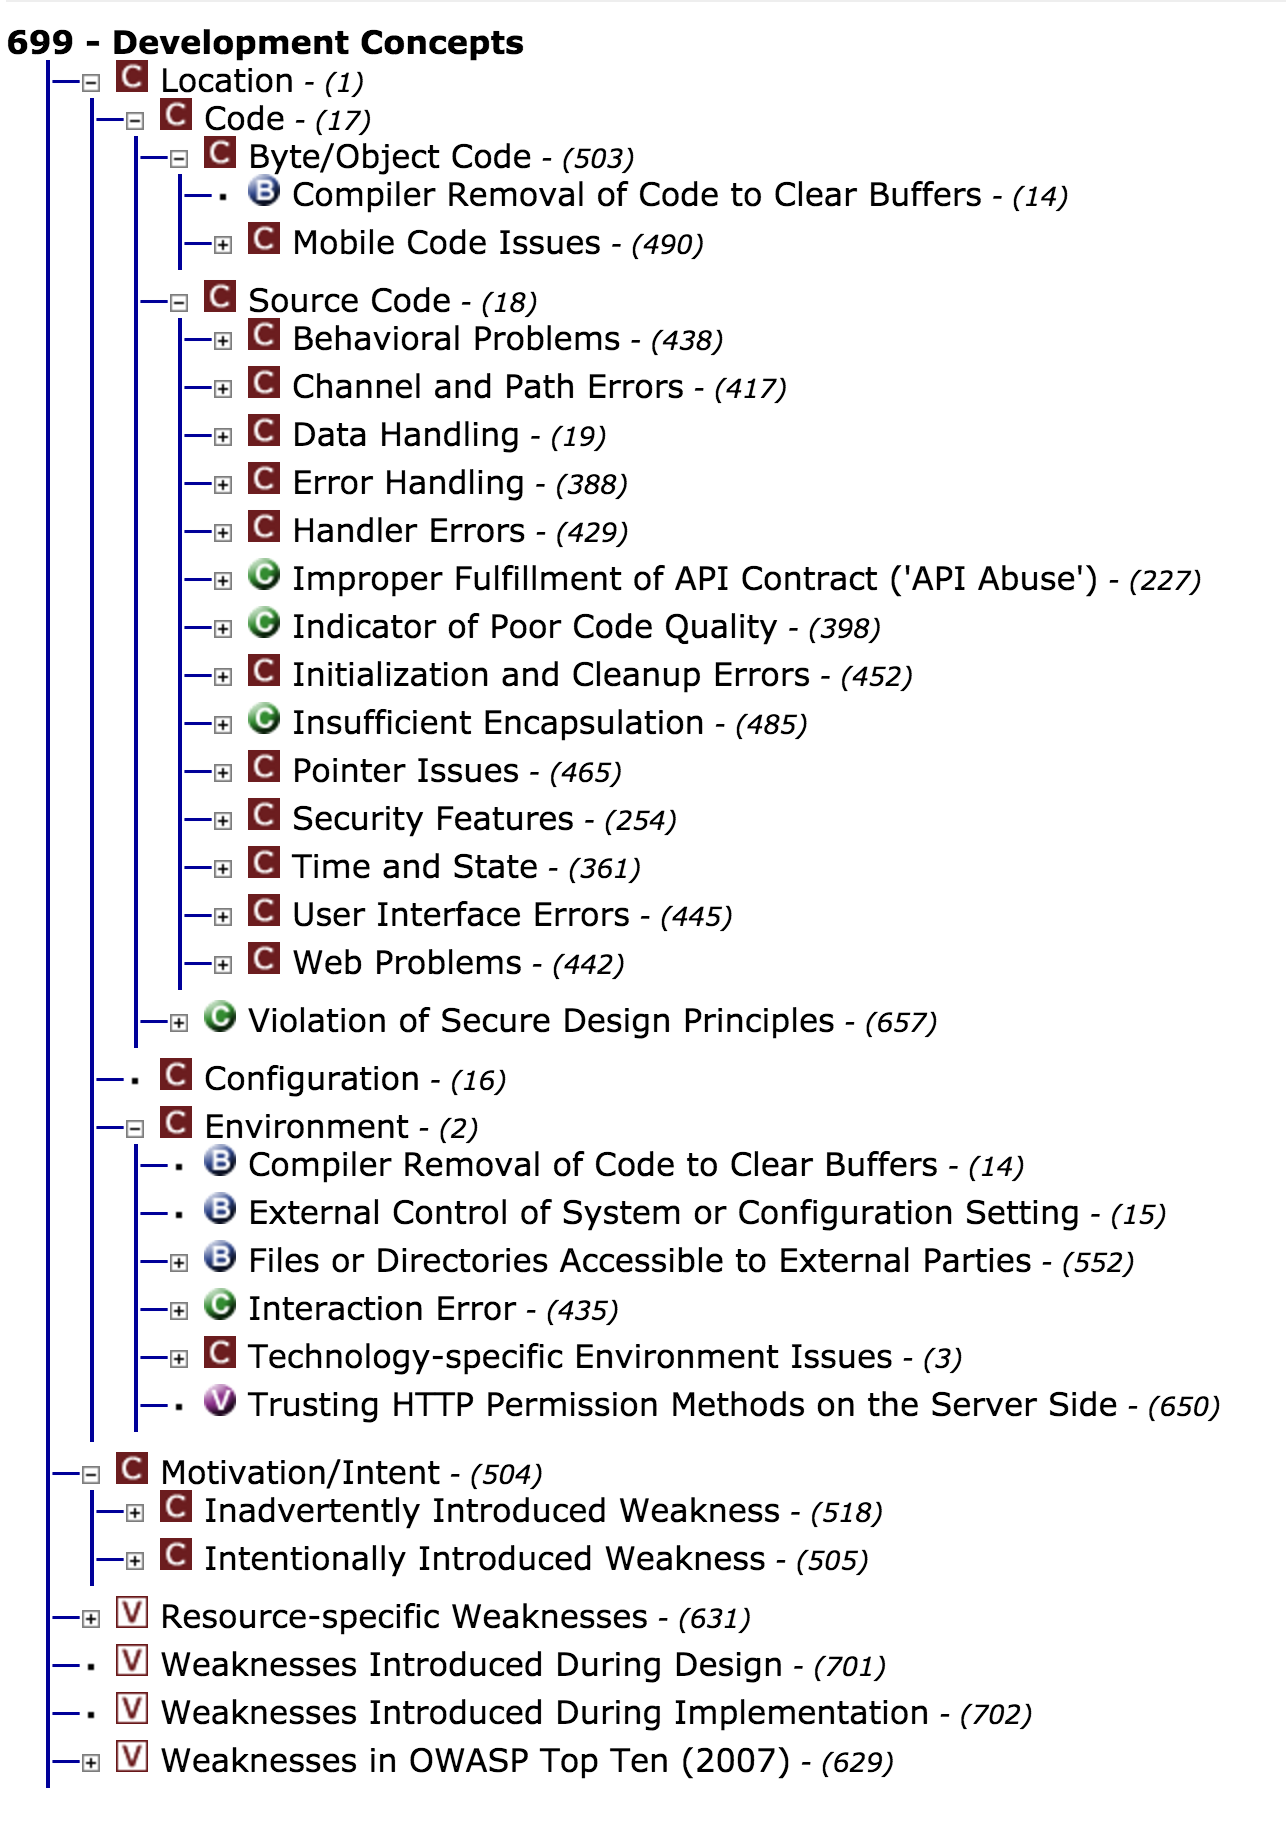 699 - Development Concepts
C Location - (1)
C Code - (17)
C Byte/Object Code - (503)
B Compiler Removal of Code to Clear Buffers - (14)
C Mobile Code Issues - (490)
C Source Code - (18)
C Behavioral Problems - (438)
C Channel and Path Errors - (417)
C Data Handling - (19)
C Error Handling - (388)
C Handler Errors - (429)
C Improper Fulfillment of API Contract ('API Abuse') - (227)
C Indicator of Poor Code Quality - (398)
C Initialization and Cleanup Errors - (452)
C Insufficient Encapsulation - (485)
C Pointer Issues - (465)
C Security Features - (254)
C Time and State - (361)
C User Interface Errors - (445)
C Web Problems - (442)
C Violation of Secure Design Principles - (657)
C Configuration - (16)
C Environment - (2)
B Compiler Removal of Code to Clear Buffers - (14)
B External Control of System or Configuration Setting - (15)
B Files or Directories Accessible to External Parties - (552)
C Interaction Error - (435)
C Technology-specific Environment Issues - (3)
V Trusting HTTP Permission Methods on the Server Side - (650)
C Motivation/Intent - (504)
C Inadvertently Introduced Weakness - (518)
C Intentionally Introduced Weakness - (505)
V Resource-specific Weaknesses - (631)
V Weaknesses Introduced During Design - (701)
V Weaknesses Introduced During Implementation - (702)
V Weaknesses in OWASP Top Ten (2007) - (629)